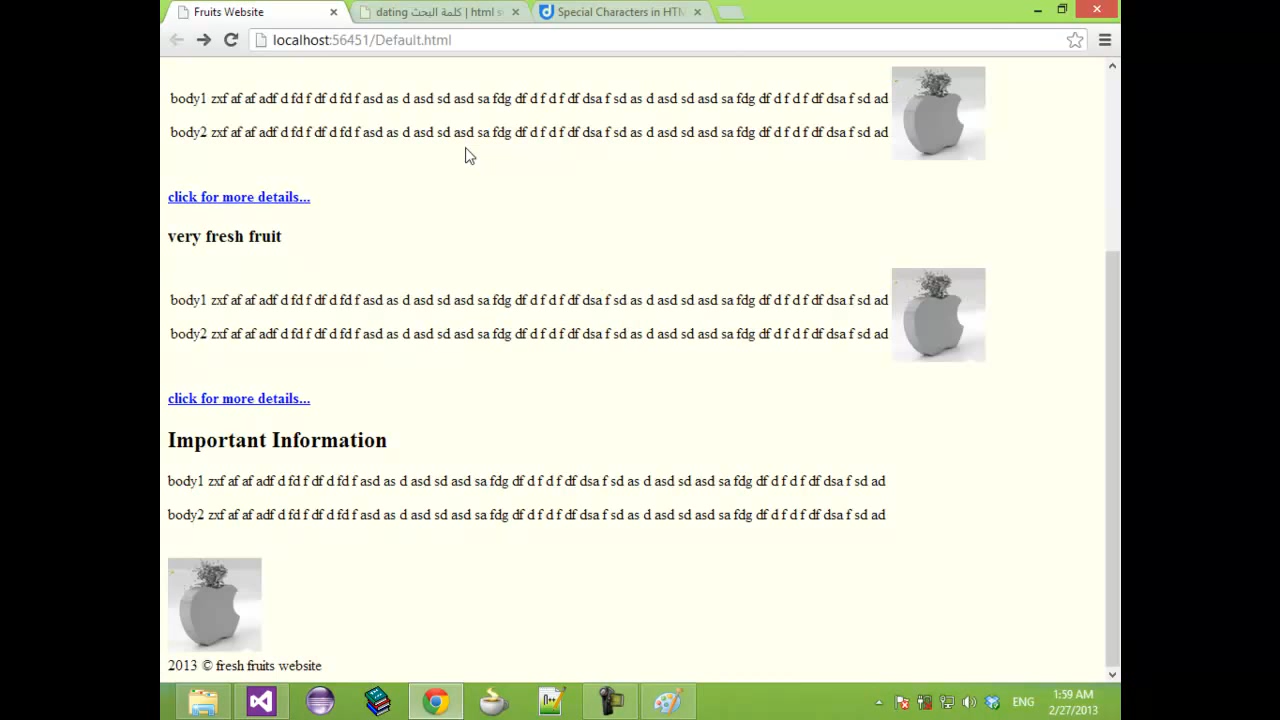 Fruits Website
dating كلمة البحث | html s
Special Characters in HTM
localhost:56451/Default.html
body1 zxf af af adf d fd f df d fd f asd as d asd sd asd sa fdg df d f d f df dsa f sd as d asd sd asd sa fdg df d f d f df dsa f sd ad
body2 zxf af af adf d fd f df d fd f asd as d asd sd asd sa fdg df d f d f df dsa f sd as d asd sd asd sa fdg df d f d f df dsa f sd ad
click for more details...
very fresh fruit
body1 zxf af af adf d fd f df d fd f asd as d asd sd asd sa fdg df d f d f df dsa f sd as d asd sd asd sa fdg df d f d f df dsa f sd ad
body2 zxf af af adf d fd f df d fd f asd as d asd sd asd sa fdg df d f d f df dsa f sd as d asd sd asd sa fdg df d f d f df dsa f sd ad
click for more details...
Important Information
body1 zxf af af adf d fd f df d fd f asd as d asd sd asd sa fdg df d f d f df dsa f sd as d asd sd asd sa fdg df d f d f df dsa f sd ad
body2 zxf af af adf d fd f df d fd f asd as d asd sd asd sa fdg df d f d f df dsa f sd as d asd sd asd sa fdg df d f d f df dsa f sd ad
2013 © fresh fruits website
ENG
1:59 AM
2/27/2013